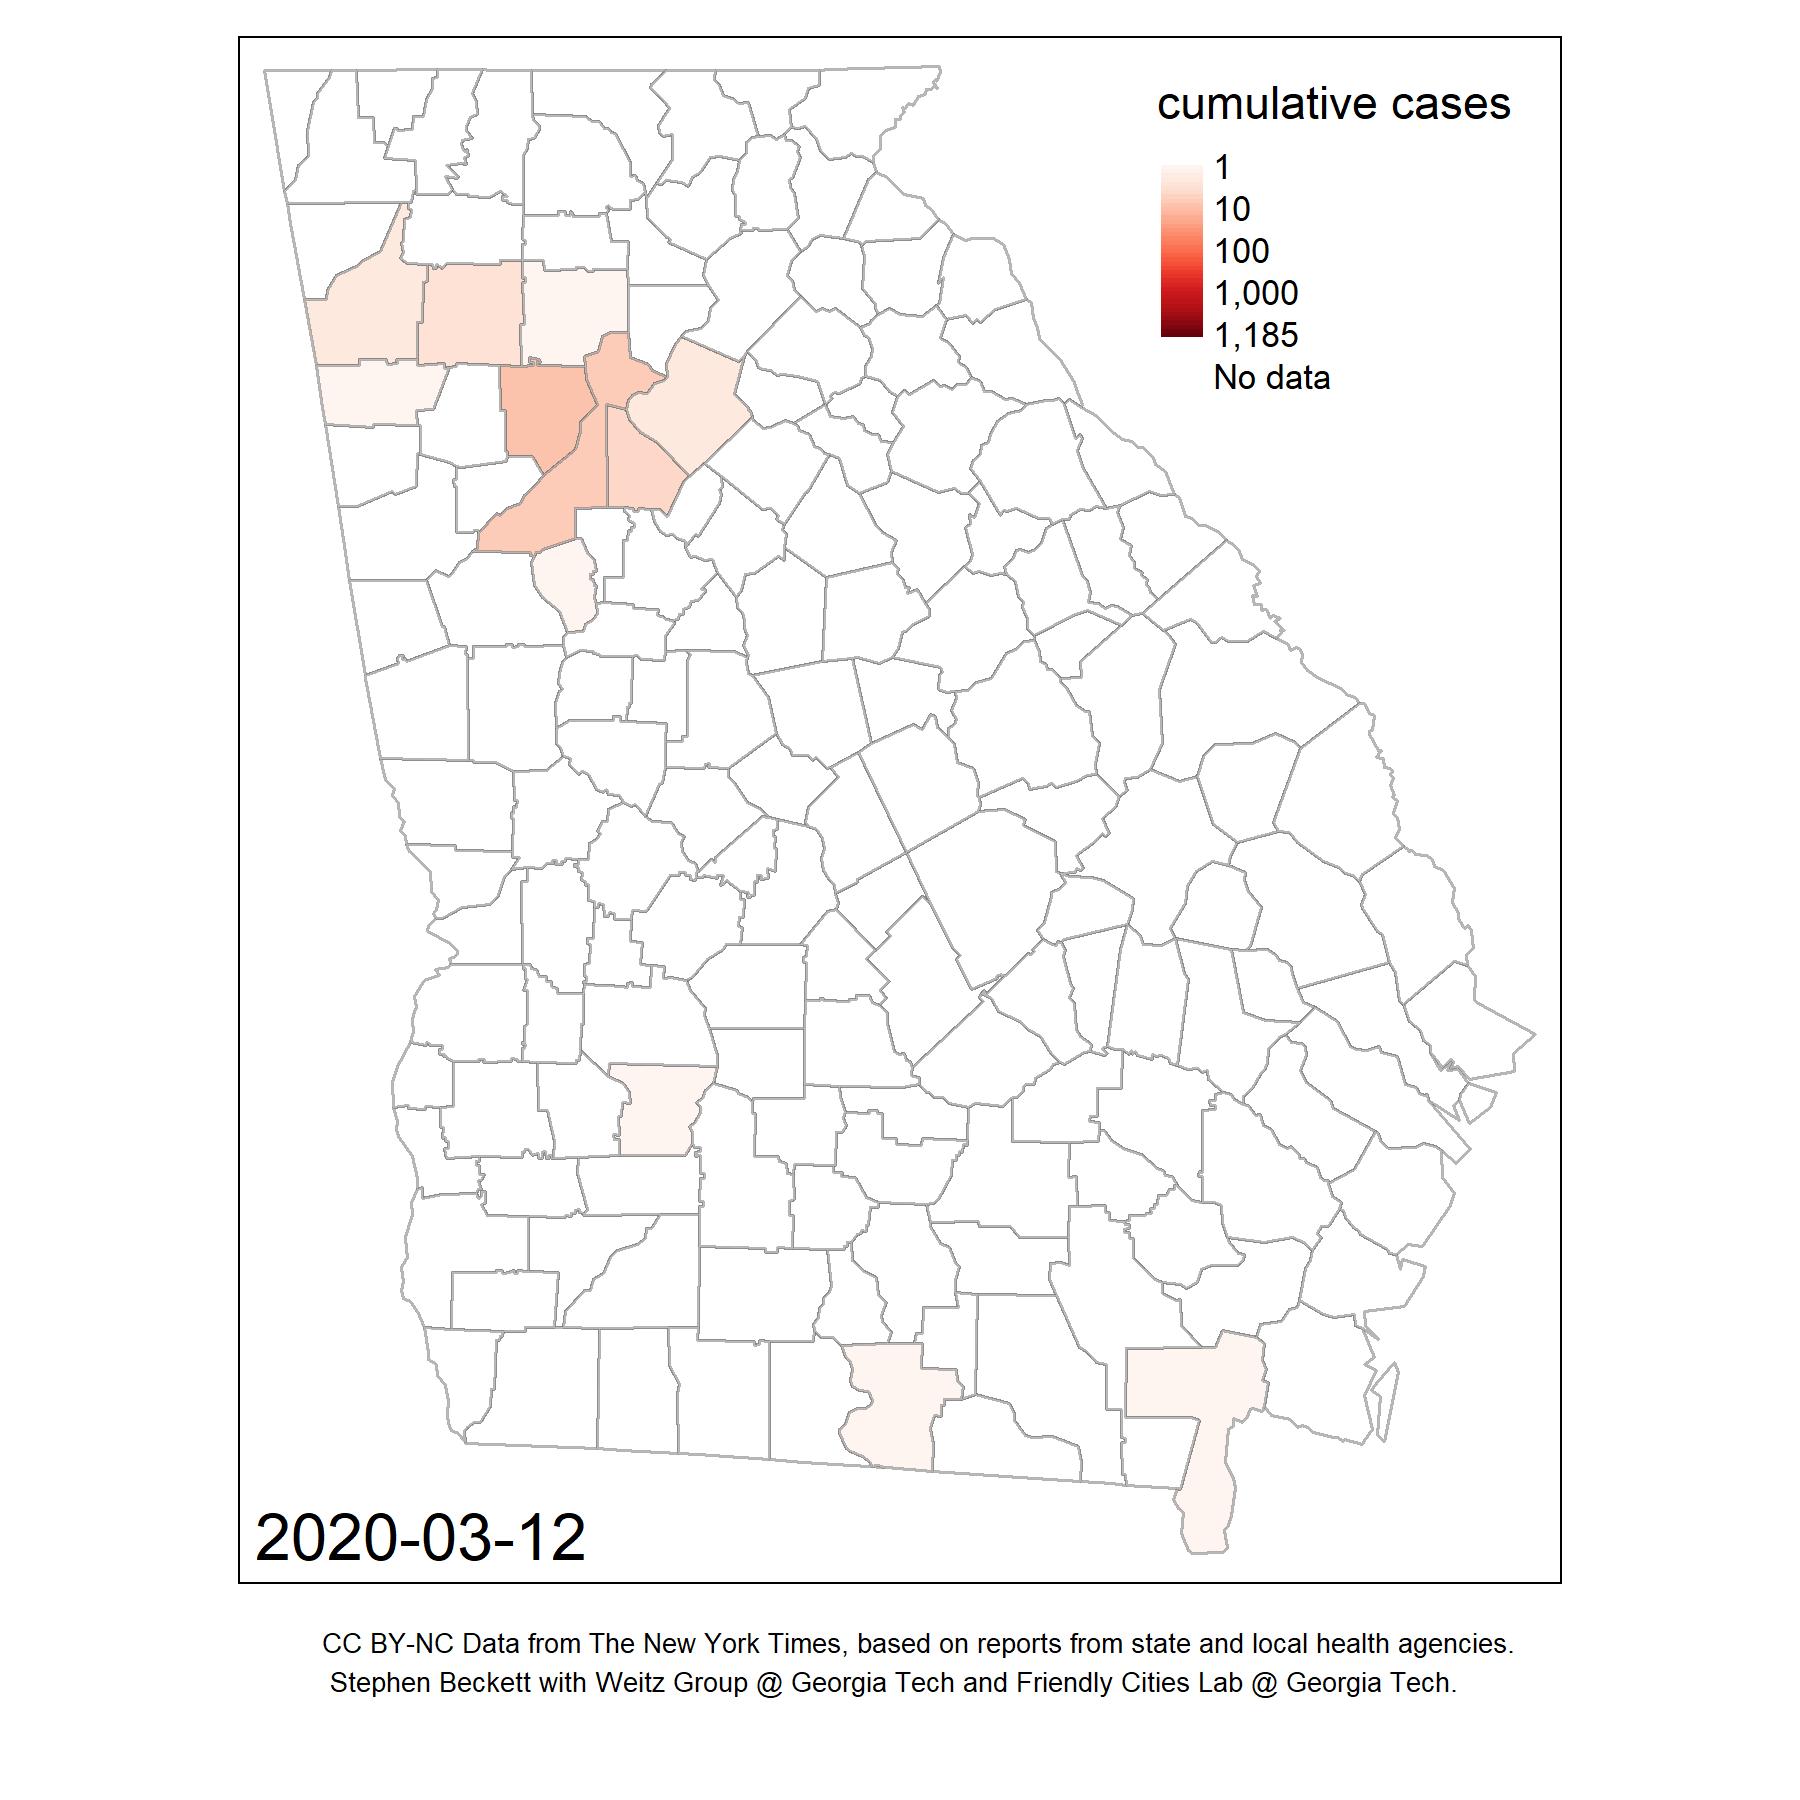 cumulative cases
1
10
100
1,000
1,185
No data
2020-03-12
CC BY-NC Data from The New York Times, based on reports from state and local health agencies.
Stephen Beckett with Weitz Group @ Georgia Tech and Friendly Cities Lab @ Georgia Tech.